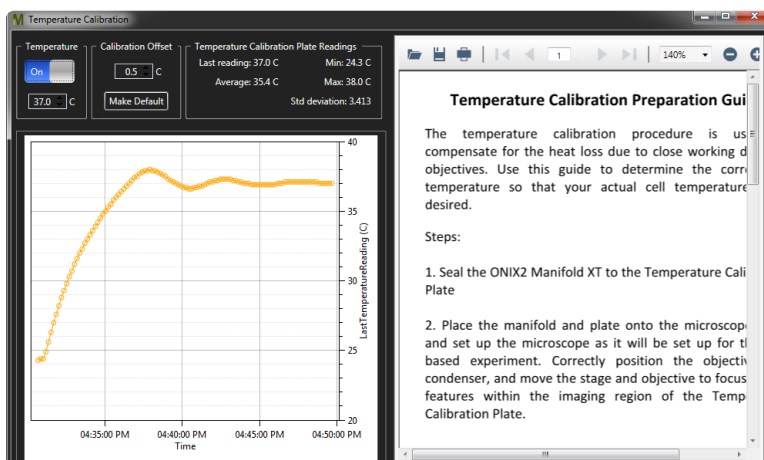 Temperature Calibration
Temperature
On
37.0 C
Calibration Offset
0.5 C
Make Default
Temperature Calibration Plate Readings
Last reading: 37.0 C Min: 24.3 C
Average: 35.4 C Max: 38.0 C
Std deviation: 3.413
40
35
30
25
20
LastTemperatureReading (C)
04:35:00 PM 04:40:00 PM 04:45:00 PM 04:50:00 PM
Time
1 140%
Temperature Calibration Preparation Gui
The temperature calibration procedure is us
compensate for the heat loss due to close working d
objectives. Use this guide to determine the corr
temperature so that your actual cell temperature
desired.
Steps:
1. Seal the ONIX2 Manifold XT to the Temperature Cali
Plate
2. Place the manifold and plate onto the microscop
and set up the microscope as it will be set up for t
based experiment. Correctly position the objectiv
condenser, and move the stage and objective to focus
features within the imaging region of the Temp
Calibration Plate.